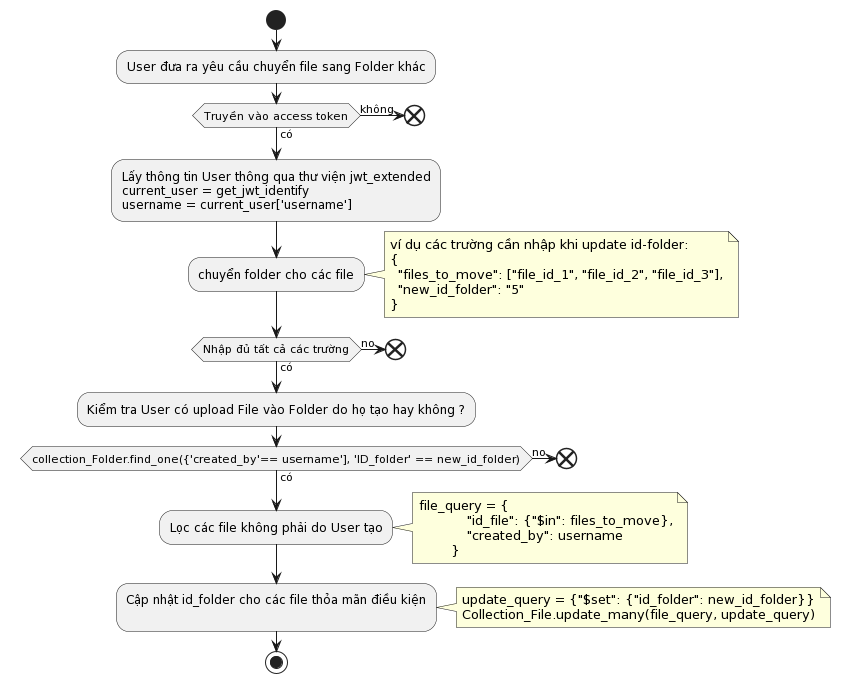 User đưa ra yêu cầu chuyển file sang Folder khác
Truyền vào access token
không
có
Lấy thông tin User thông qua thư viện jwt_extended
current_user = get_jwt_identify
username = current_user['username']
chuyển folder cho các file
ví dụ các trường cần nhập khi update id-folder:
{
"files_to_move": ["file_id_1", "file_id_2", "file_id_3"],
"new_id_folder": "5"
}
Nhập đủ tất cả các trường
no
có
Kiểm tra User có upload File vào Folder do họ tạo hay không ?
collection_Folder.find_one({'created_by'== username'], 'ID_folder' == new_id_folder)
no
có
Lọc các file không phải do User tạo
file_query = {
"id_file": {"$in": files_to_move},
"created_by": username
}
Cập nhật id_folder cho các file thỏa mãn điều kiện
update_query = {"$set": {"id_folder": new_id_folder}}
Collection_File.update_many(file_query, update_query)